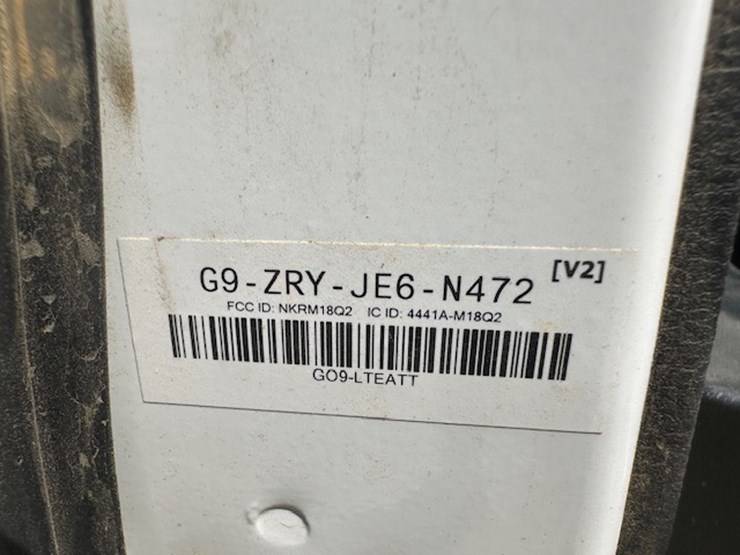 G9-ZRY-JE6-N472 [V2]
FCC ID: NKRM18Q2 IC ID: 4441A-M18Q2
GO9-LTEATT